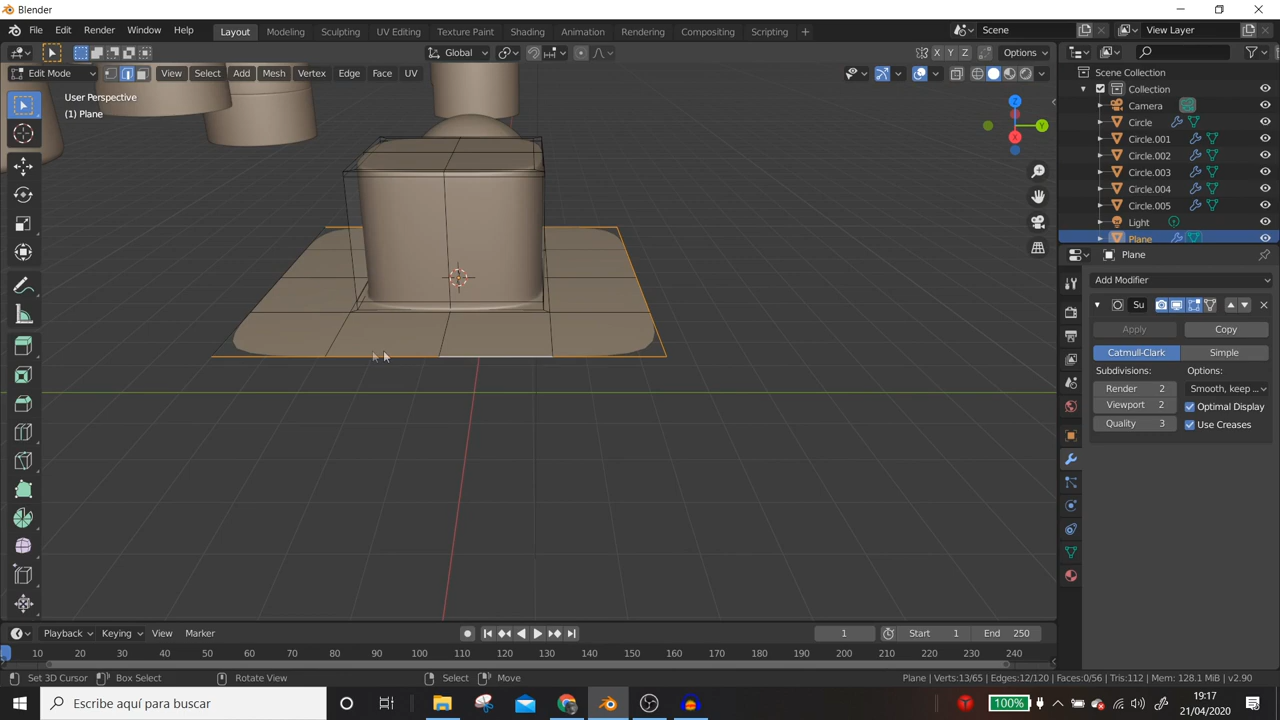 Blender
File Edit Render Window Help Layout Modeling Sculpting UV Editing Texture Paint Shading Animation Rendering Compositing Scripting + Scene View Layer
Global X Y Z Options
Edit Mode View Select Add Mesh Vertex Edge Face UV
User Perspective
(1) Plane
Z
Y
X
Scene Collection
Collection
Camera
Circle
Circle.001
Circle.002
Circle.003
Circle.004
Circle.005
Light
Plane
Plane
Add Modifier
Su
Apply Copy
Catmull-Clark Simple
Subdivisions: Options:
Render 2 Smooth, keep ...
Viewport 2 Optimal Display
Quality 3 Use Creases
Playback Keying View Marker 1 Start 1 End 250
10 20 30 40 50 60 70 80 90 100 110 120 130 140 150 160 170 180 190 200 210 220 230 240
Set 3D Cursor Box Select Rotate View Select Move Plane | Verts:13/65 | Edges:12/120 | Faces:0/56 | Tris:112 | Mem: 128.1 MiB | v2.90
Escribe aquí para buscar 100% 19:17
21/04/2020